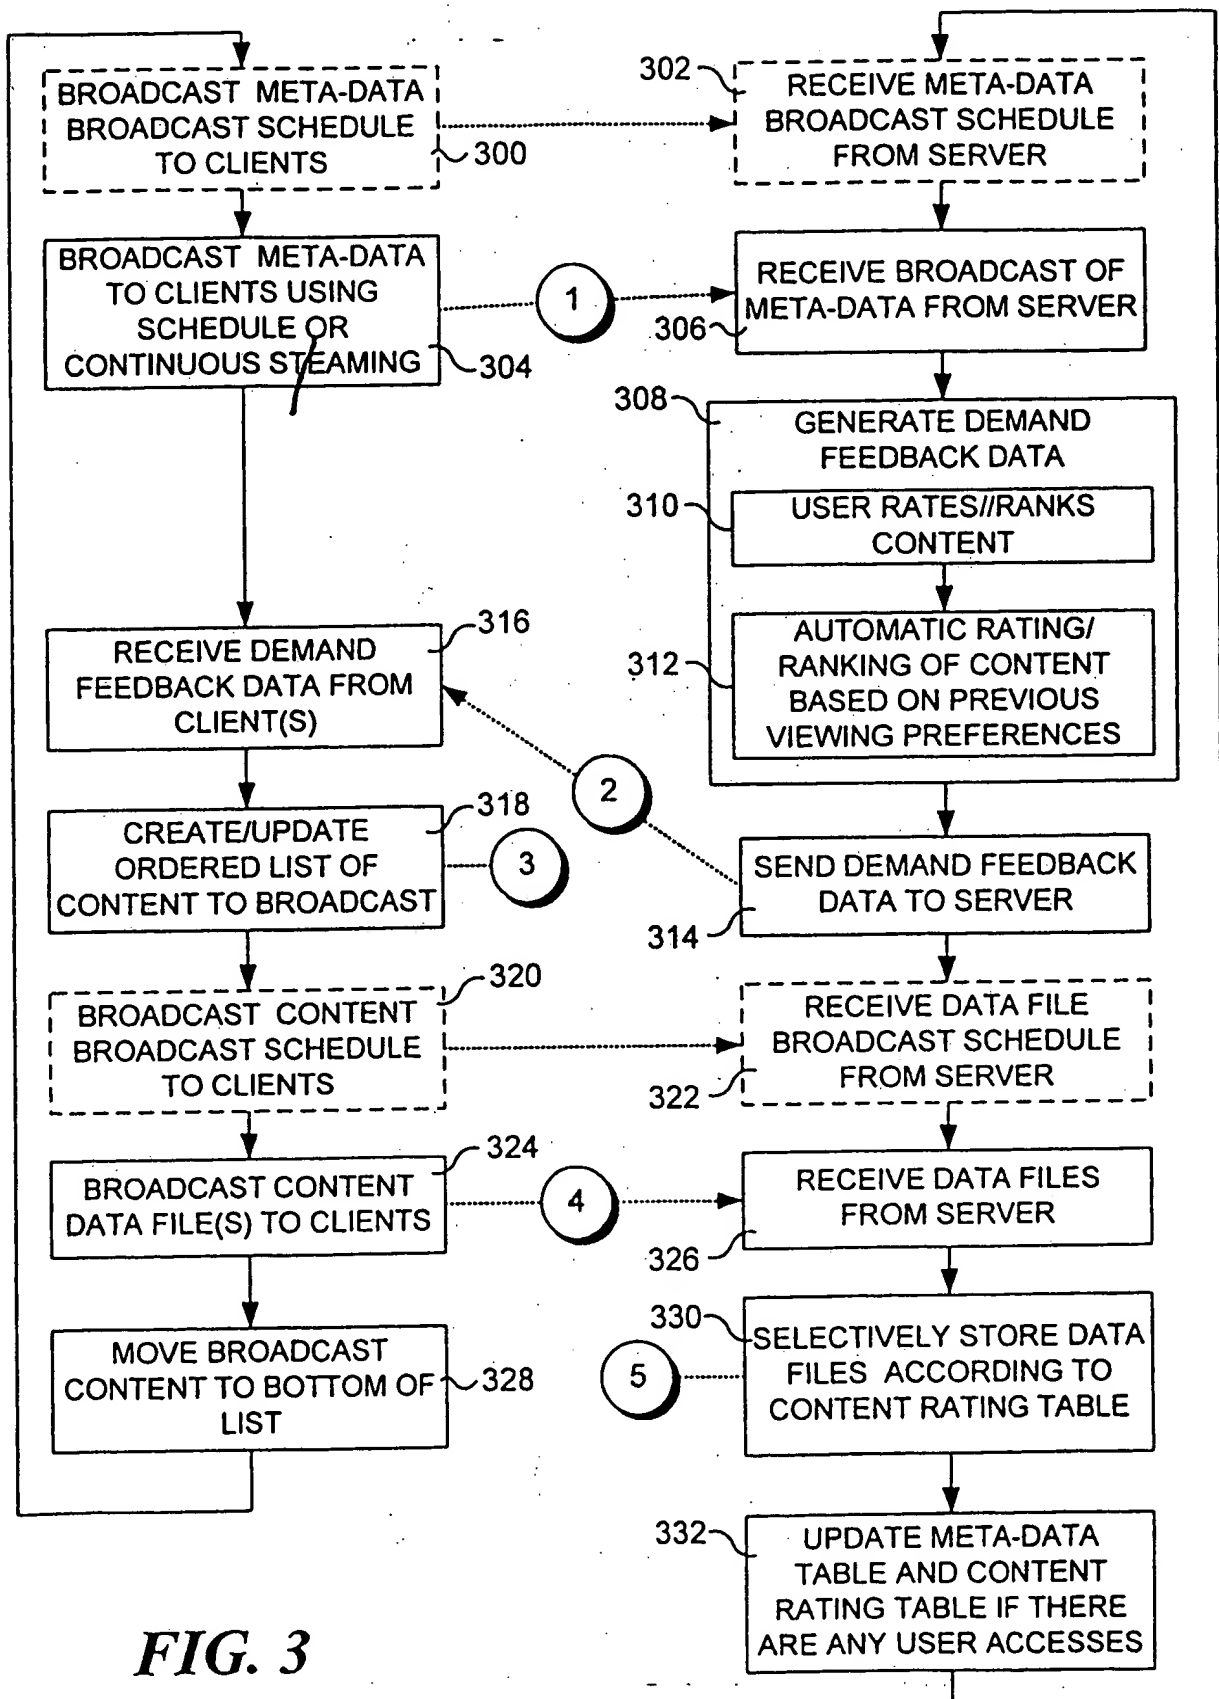 BROADCAST META-DATA
BROADCAST SCHEDULE
TO CLIENTS
300
BROADCAST META-DATA
TO CLIENTS USING
SCHEDULE OR
CONTINUOUS STEAMING
304
1
302
RECEIVE META-DATA
BROADCAST SCHEDULE
FROM SERVER
RECEIVE BROADCAST OF
META-DATA FROM SERVER
306
308
GENERATE DEMAND
FEEDBACK DATA
310
USER RATES//RANKS
CONTENT
312
AUTOMATIC RATING/
RANKING OF CONTENT
BASED ON PREVIOUS
VIEWING PREFERENCES
316
RECEIVE DEMAND
FEEDBACK DATA FROM
CLIENT(S)
2
318
CREATE/UPDATE
ORDERED LIST OF
CONTENT TO BROADCAST
3
SEND DEMAND FEEDBACK
DATA TO SERVER
314
320
BROADCAST CONTENT
BROADCAST SCHEDULE
TO CLIENTS
RECEIVE DATA FILE
BROADCAST SCHEDULE
FROM SERVER
322
324
BROADCAST CONTENT
DATA FILE(S) TO CLIENTS
4
RECEIVE DATA FILES
FROM SERVER
326
MOVE BROADCAST
CONTENT TO BOTTOM OF
LIST
328
330
SELECTIVELY STORE DATA
FILES ACCORDING TO
CONTENT RATING TABLE
5
332
UPDATE META-DATA
TABLE AND CONTENT
RATING TABLE IF THERE
ARE ANY USER ACCESSES
FIG. 3